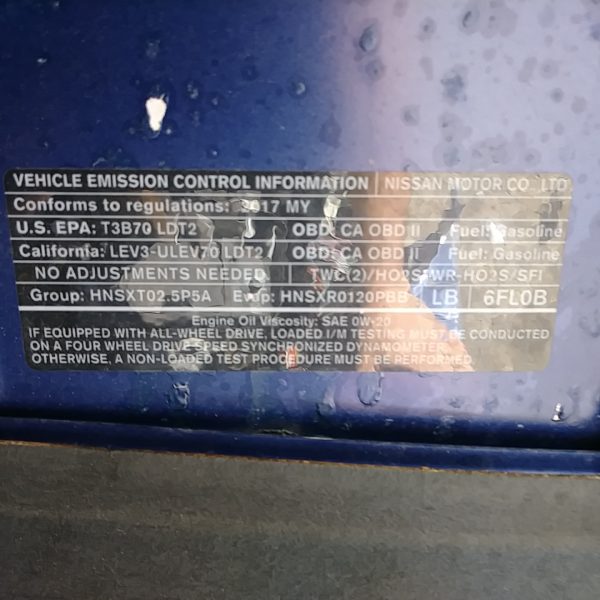 VEHICLE EMISSION CONTROL INFORMATION NISSAN MOTOR CO., LTD
Conforms to regulations: 2017 MY
U.S. EPA: T3B70 LDT2 OBD: CA OBD II Fuel: Gasoline
California: LEV3-ULEV70 LDT2 OBD: CA OBD II Fuel: Gasoline
NO ADJUSTMENTS NEEDED TWC(2)/HO2S/WR-HO2S/SFI
Group: HNSXT02.5P5A Evap: HNSXR0120PBB LB 6FL0B
Engine Oil Viscosity: SAE 0W-20
IF EQUIPPED WITH ALL-WHEEL DRIVE, LOADED I/M TESTING MUST BE CONDUCTED
ON A FOUR WHEEL DRIVE SPEED SYNCHRONIZED DYNAMOMETER.
OTHERWISE, A NON-LOADED TEST PROCEDURE MUST BE PERFORMED.